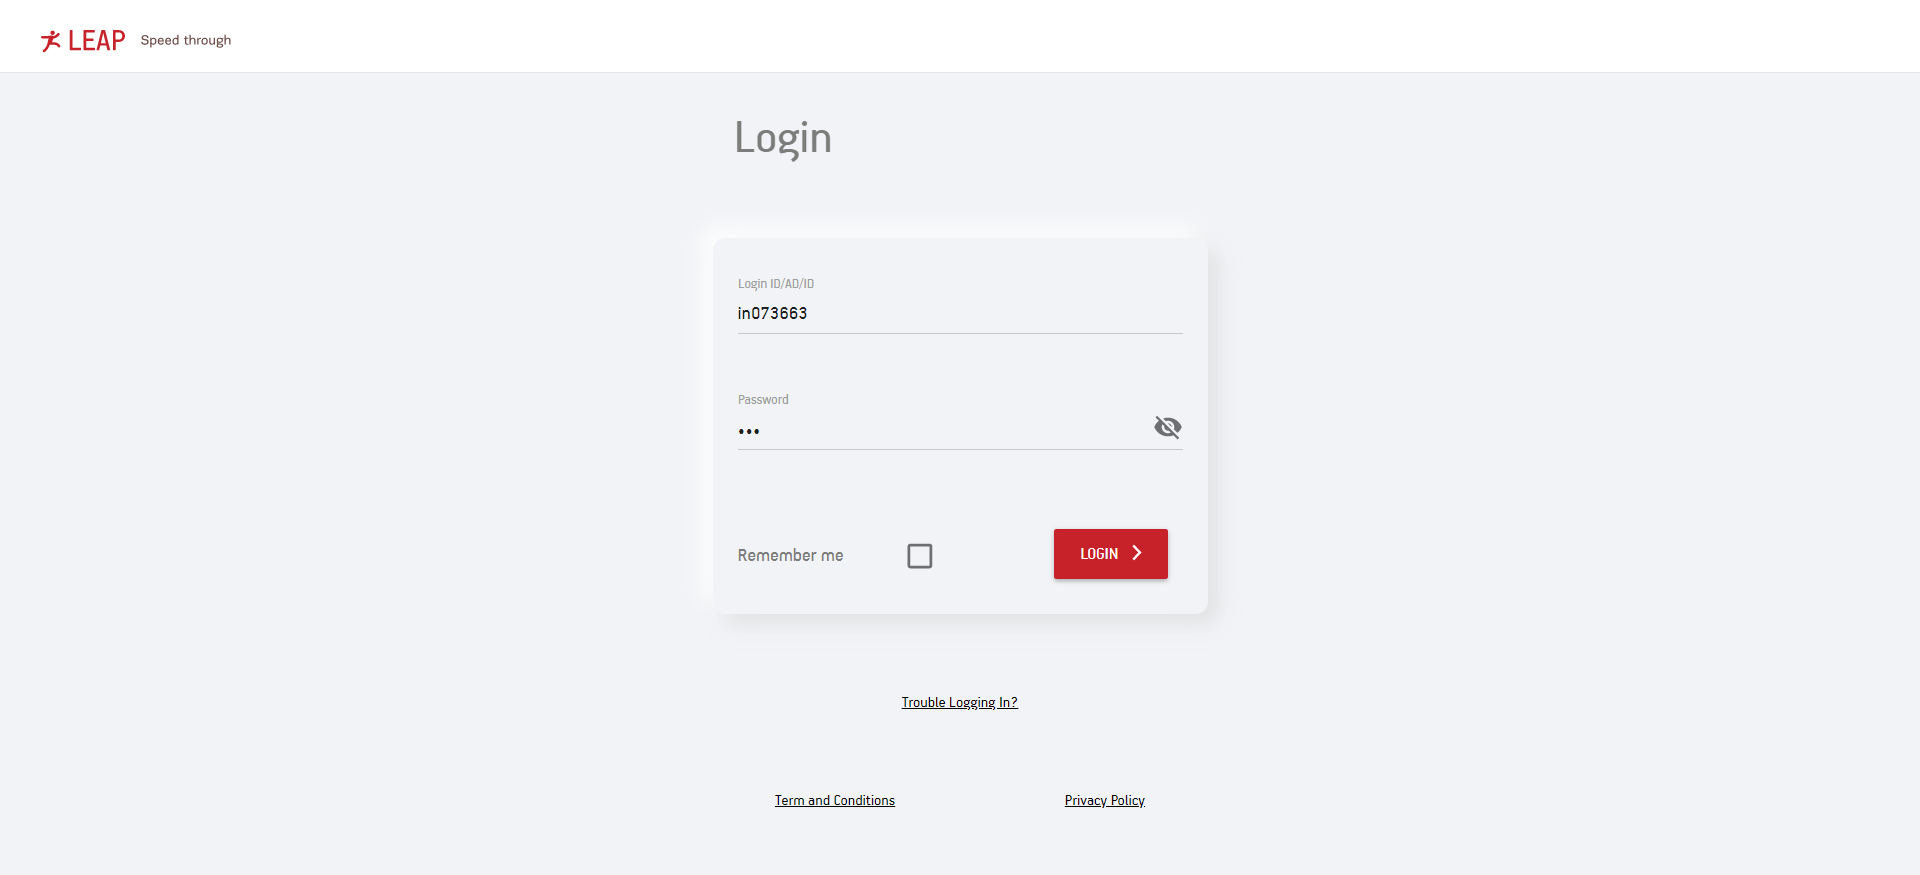 LEAP Speed through
Login
Login ID/AD/ID
in073663
Password
•••
Remember me
LOGIN
Trouble Logging In?
Term and Conditions
Privacy Policy